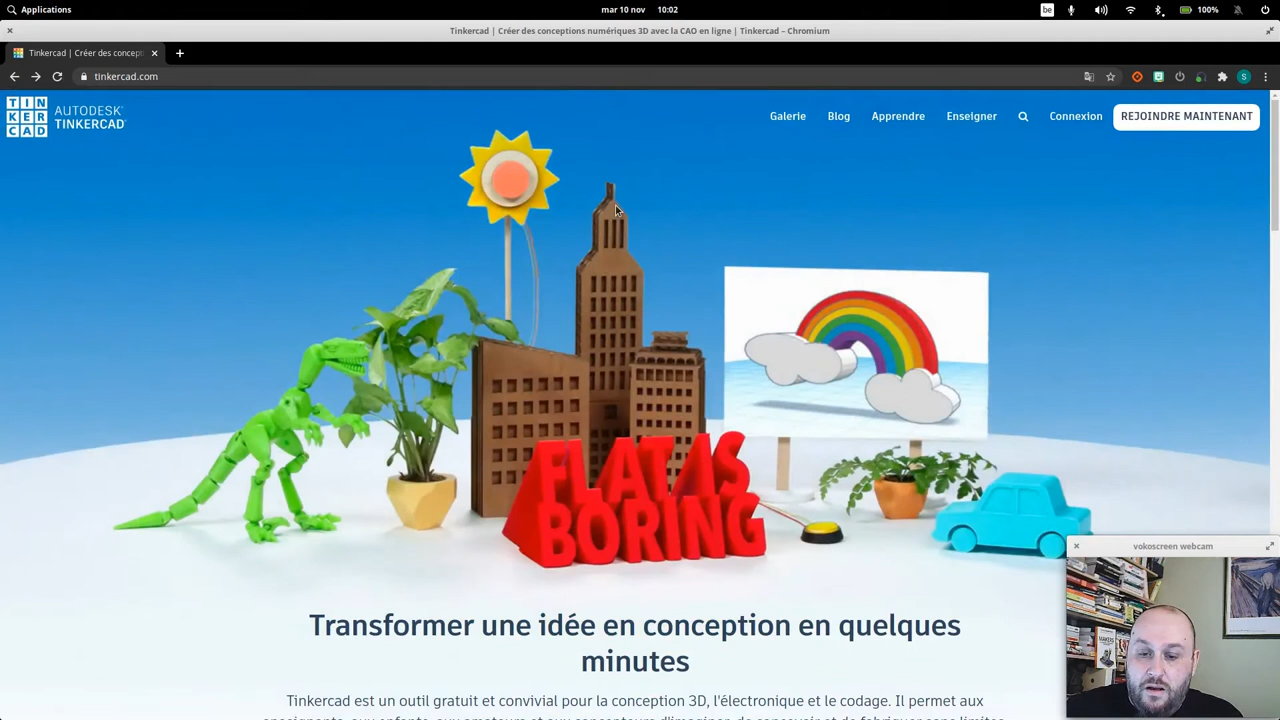 Applications
mar 10 nov 10:02
be
100%
Tinkercad | Créer des conceptions numériques 3D avec la CAO en ligne | Tinkercad – Chromium
Tinkercad | Créer des concepti
tinkercad.com
S
TIN
KER
CAD
AUTODESK
TINKERCAD
Galerie
Blog
Apprendre
Enseigner
Connexion
REJOINDRE MAINTENANT
FLAT IS
BORING
vokoscreen webcam
MAKERS
Transformer une idée en conception en quelques
minutes
Tinkercad est un outil gratuit et convivial pour la conception 3D, l'électronique et le codage. Il permet aux